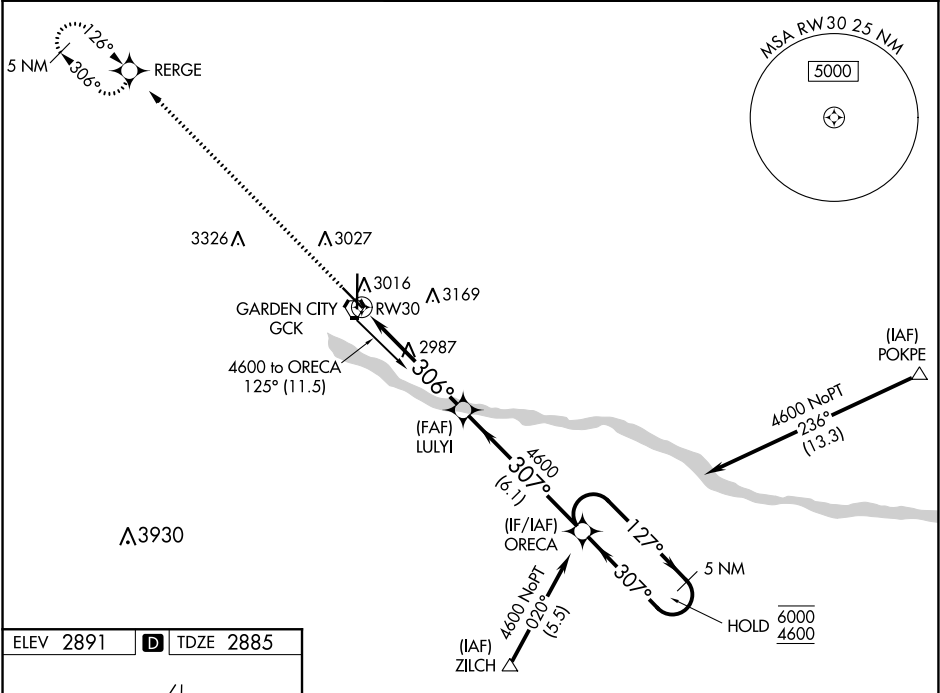 MSA RW30 25 NM
5000
126°
306°
5 NM
RERGE
3326
3027
3016
3169
GARDEN CITY
GCK
RW30
2987
4600 to ORECA
125° (11.5)
306°
(FAF)
LULYI
(IAF)
POKPE
4600 NoPT
236°
(13.3)
4600
307°
(6.1)
(IF/IAF)
ORECA
127°
307°
5 NM
HOLD
6000
4600
3930
4600 NoPT
020°
(5.5)
(IAF)
ZILCH
ELEV 2891 D TDZE 2885